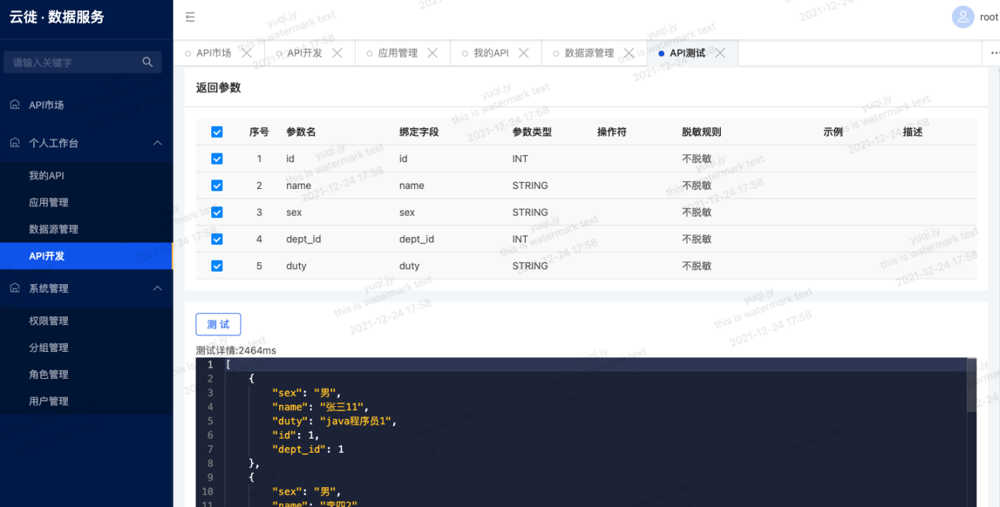 云徙·数据服务
root
请输入关键字
API市场
个人工作台
我的API
应用管理
数据源管理
API开发
系统管理
权限管理
分组管理
角色管理
用户管理
API市场 API开发 应用管理 我的API 数据源管理 API测试
返回参数
序号 参数名 绑定字段 参数类型 操作符 脱敏规则 示例 描述
1 id id INT 不脱敏
2 name name STRING 不脱敏
3 sex sex STRING 不脱敏
4 dept_id dept_id INT 不脱敏
5 duty duty STRING 不脱敏
测 试
测试详情:2464ms
1 [
2 {
3 "sex": "男",
4 "name": "张三11",
5 "duty": "java程序员1",
6 "id": 1,
7 "dept_id": 1
8 },
9 {
10 "sex": "男",
11 "name": "李四2"
yuqi.jy
this is watermark text
2021-12-24 17:58